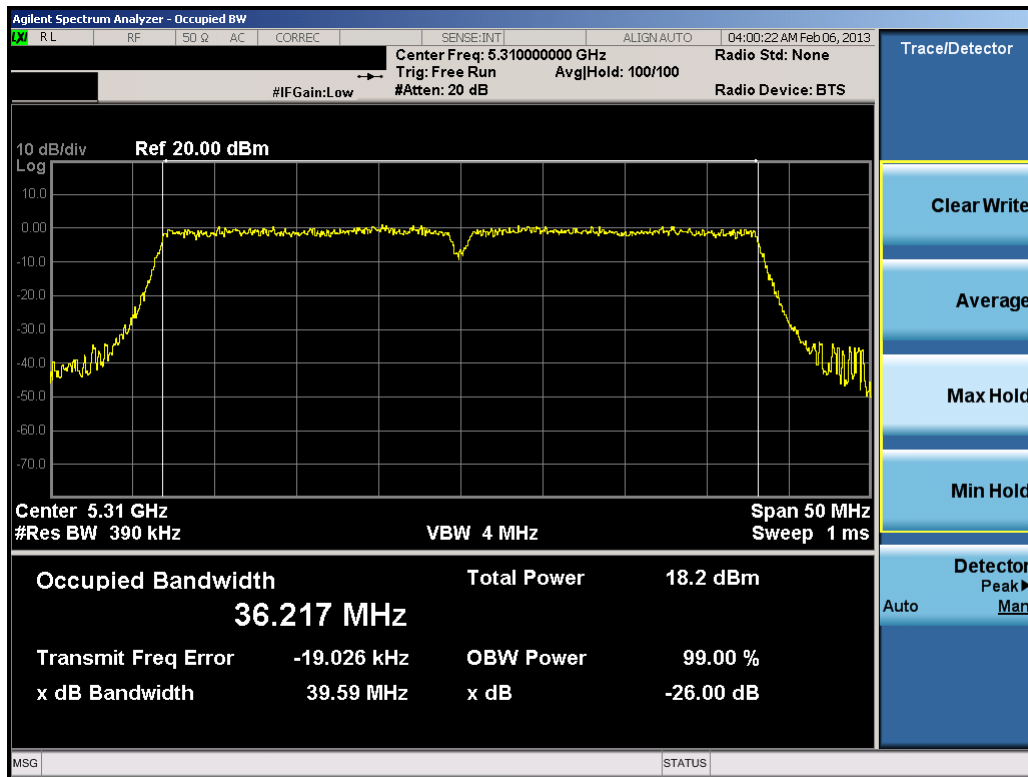 Agilent Spectrum Analyzer - Occupied BW
LXI RL RF 50 Ω AC CORREC SENSE:INT ALIGN AUTO 04:00:22 AM Feb 06, 2013
Center Freq: 5.310000000 GHz Radio Std: None
Trig: Free Run Avg|Hold: 100/100
#IFGain:Low #Atten: 20 dB Radio Device: BTS
10 dB/div Ref 20.00 dBm
Log
10.0
0.00
-10.0
-20.0
-30.0
-40.0
-50.0
-60.0
-70.0
Center 5.31 GHz Span 50 MHz
#Res BW 390 kHz VBW 4 MHz Sweep 1 ms
Occupied Bandwidth Total Power 18.2 dBm
36.217 MHz
Transmit Freq Error -19.026 kHz OBW Power 99.00 %
x dB Bandwidth 39.59 MHz x dB -26.00 dB
MSG STATUS
Trace/Detector
Clear Write
Average
Max Hold
Min Hold
Detector
Peak▶
Auto Man